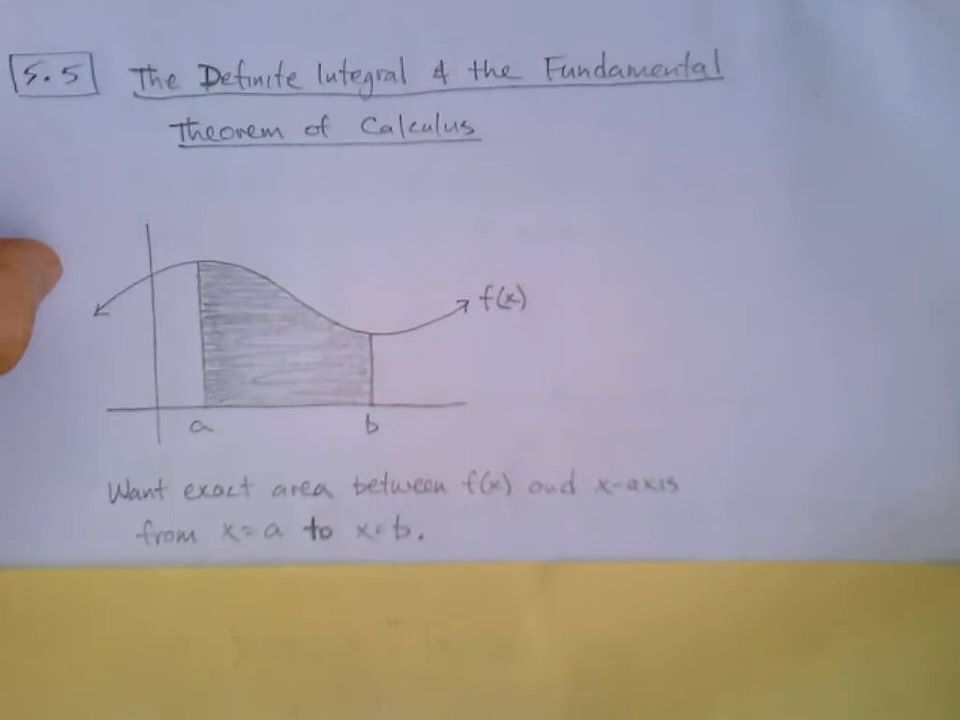 5.5 The Definite Integral & the Fundamental
Theorem of Calculus
f(x)
a b
Want exact area between f(x) and x-axis
from x=a to x=b.